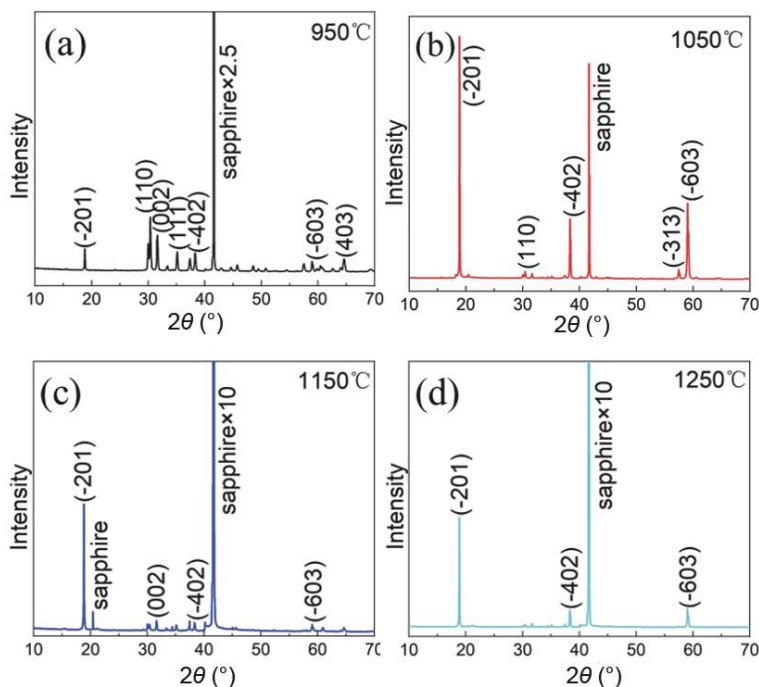 (a)
950℃
Intensity
(-201)
(110)
(002)
(111)
(-402)
sapphire×2.5
(-603)
(403)
10 20 30 40 50 60 70
2θ (°)
(b)
1050℃
Intensity
(-201)
(110)
(-402)
sapphire
(-313)
(-603)
10 20 30 40 50 60 70
2θ (°)
(c)
1150℃
Intensity
(-201)
sapphire
(002)
(-402)
sapphire×10
(-603)
10 20 30 40 50 60 70
2θ (°)
(d)
1250℃
Intensity
(-201)
(-402)
sapphire×10
(-603)
10 20 30 40 50 60 70
2θ (°)